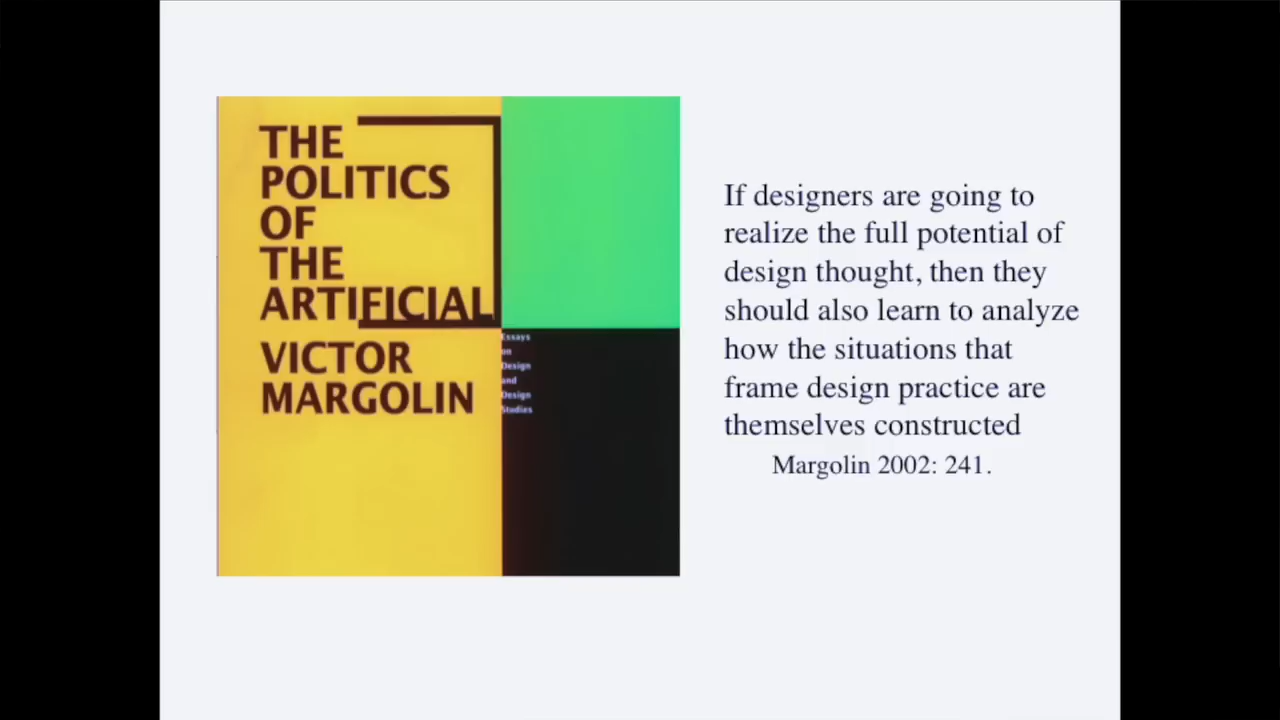 THE
POLITICS
OF
THE
ARTIFICIAL
VICTOR
MARGOLIN
Essays
on
Design
and
Design
Studies
If designers are going to
realize the full potential of
design thought, then they
should also learn to analyze
how the situations that
frame design practice are
themselves constructed
Margolin 2002: 241.